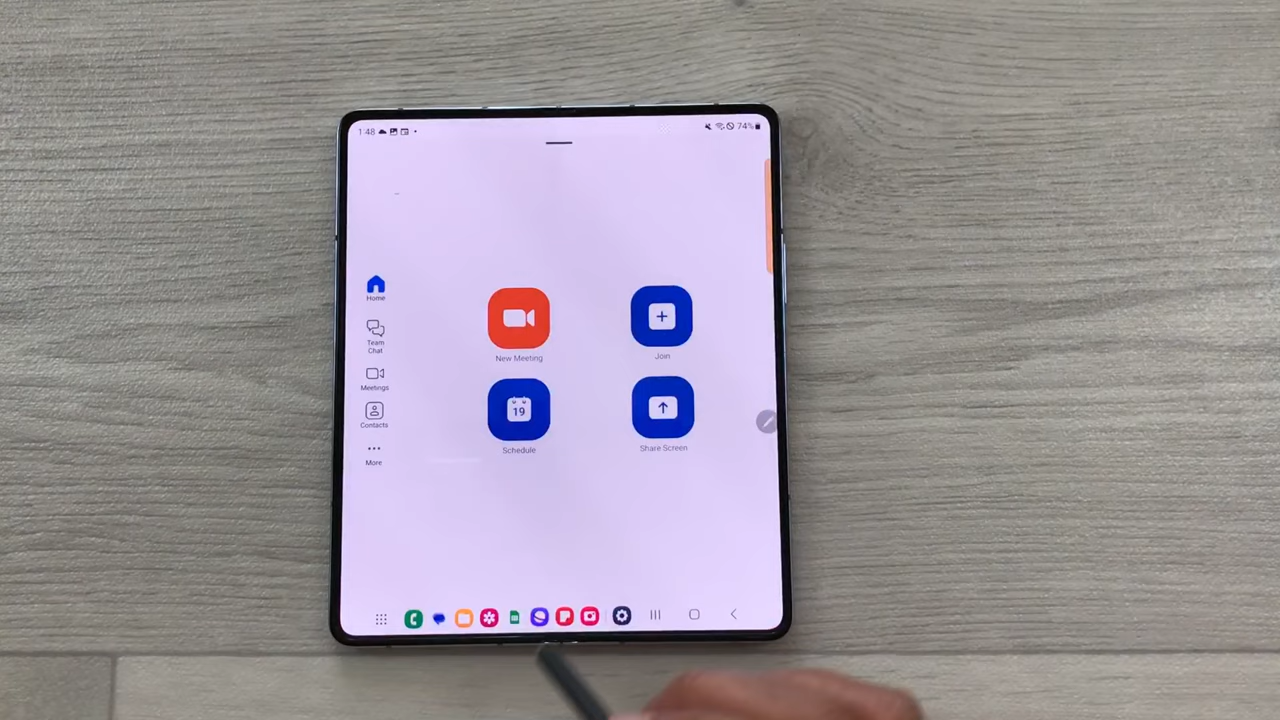 1:48
74%
Home
Team
Chat
Meetings
Contacts
More
New Meeting
Join
19
Schedule
Share Screen